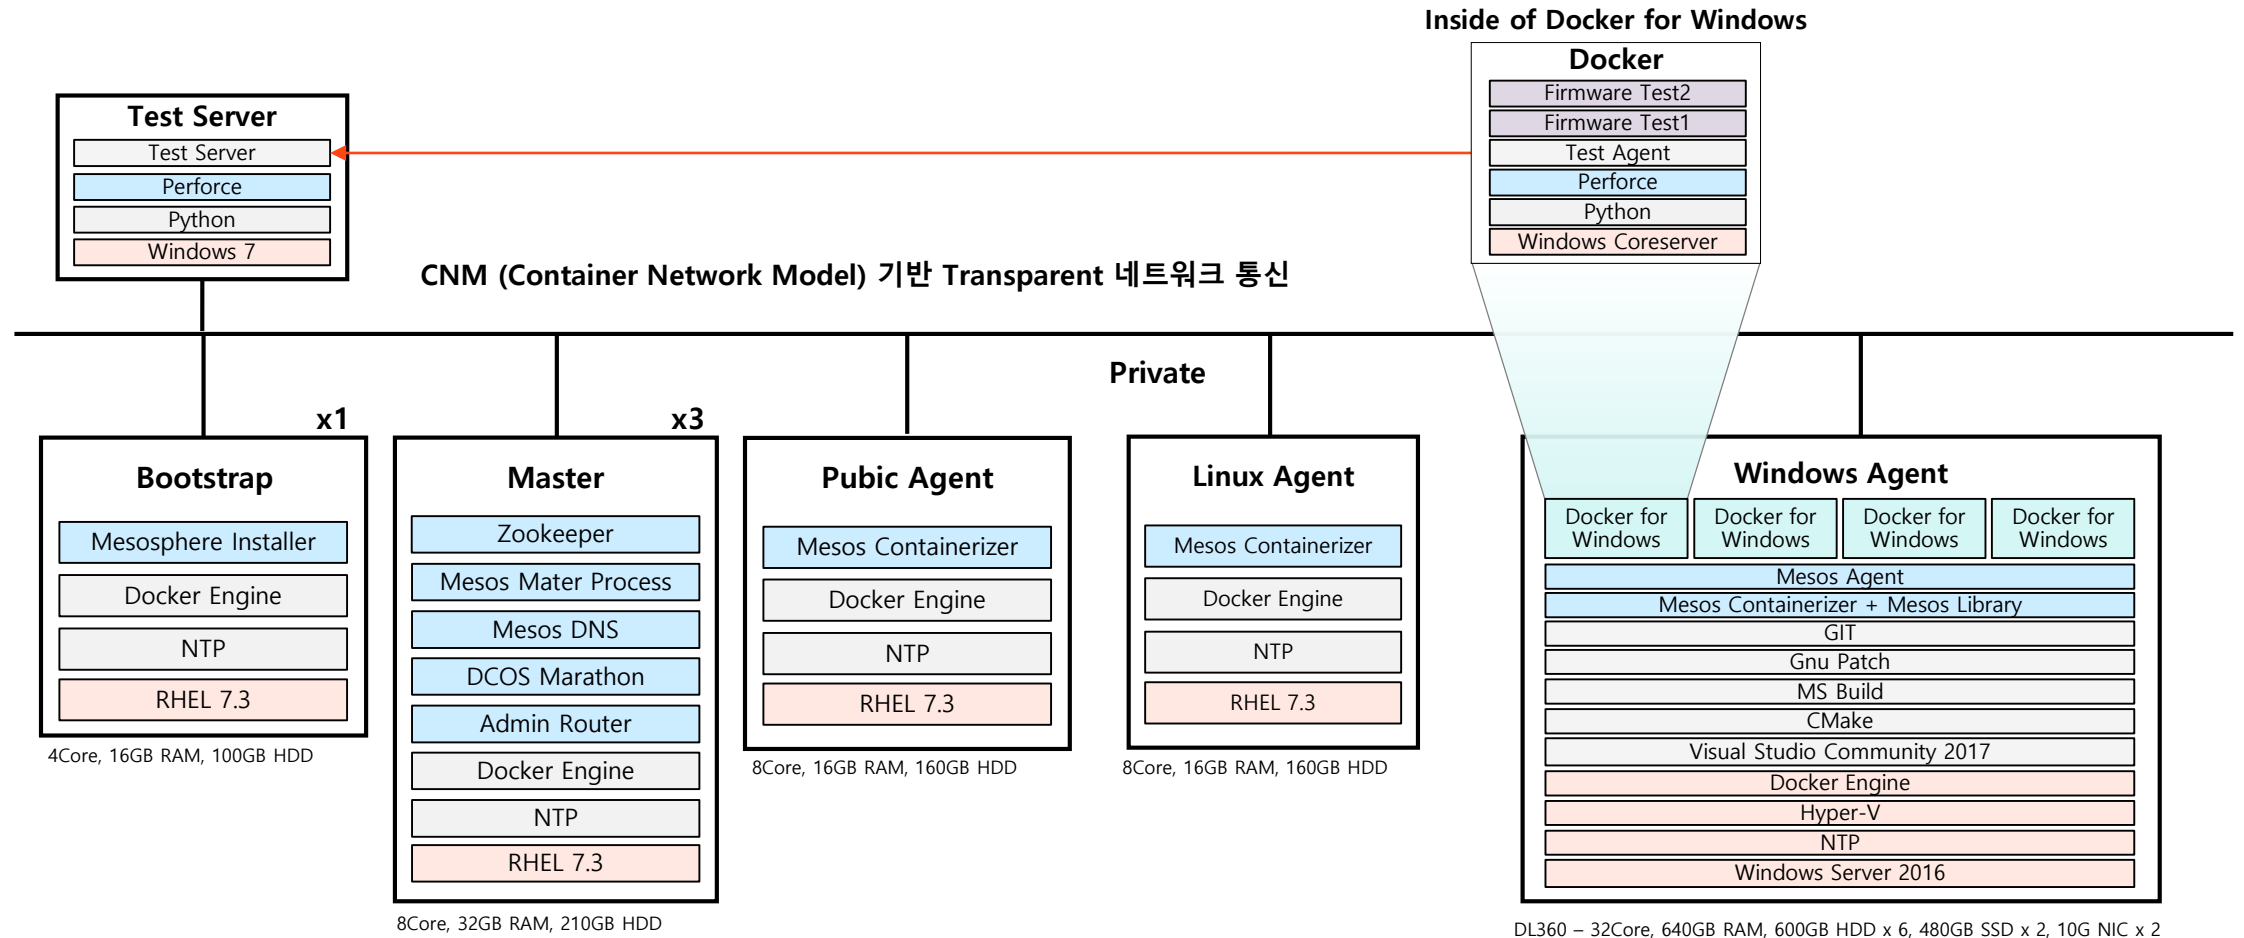 Inside of Docker for Windows
Docker
Firmware Test2
Firmware Test1
Test Agent
Perforce
Python
Windows Coreserver
Test Server
Test Server
Perforce
Python
Windows 7
CNM (Container Network Model) 기반 Transparent 네트워크 통신
Private
x1
Bootstrap
Mesosphere Installer
Docker Engine
NTP
RHEL 7.3
4Core, 16GB RAM, 100GB HDD
x3
Master
Zookeeper
Mesos Mater Process
Mesos DNS
DCOS Marathon
Admin Router
Docker Engine
NTP
RHEL 7.3
8Core, 32GB RAM, 210GB HDD
Pubic Agent
Mesos Containerizer
Docker Engine
NTP
RHEL 7.3
8Core, 16GB RAM, 160GB HDD
Linux Agent
Mesos Containerizer
Docker Engine
NTP
RHEL 7.3
8Core, 16GB RAM, 160GB HDD
Windows Agent
Docker for
Windows
Docker for
Windows
Docker for
Windows
Docker for
Windows
Mesos Agent
Mesos Containerizer + Mesos Library
GIT
Gnu Patch
MS Build
CMake
Visual Studio Community 2017
Docker Engine
Hyper-V
NTP
Windows Server 2016
DL360 – 32Core, 640GB RAM, 600GB HDD x 6, 480GB SSD x 2, 10G NIC x 2